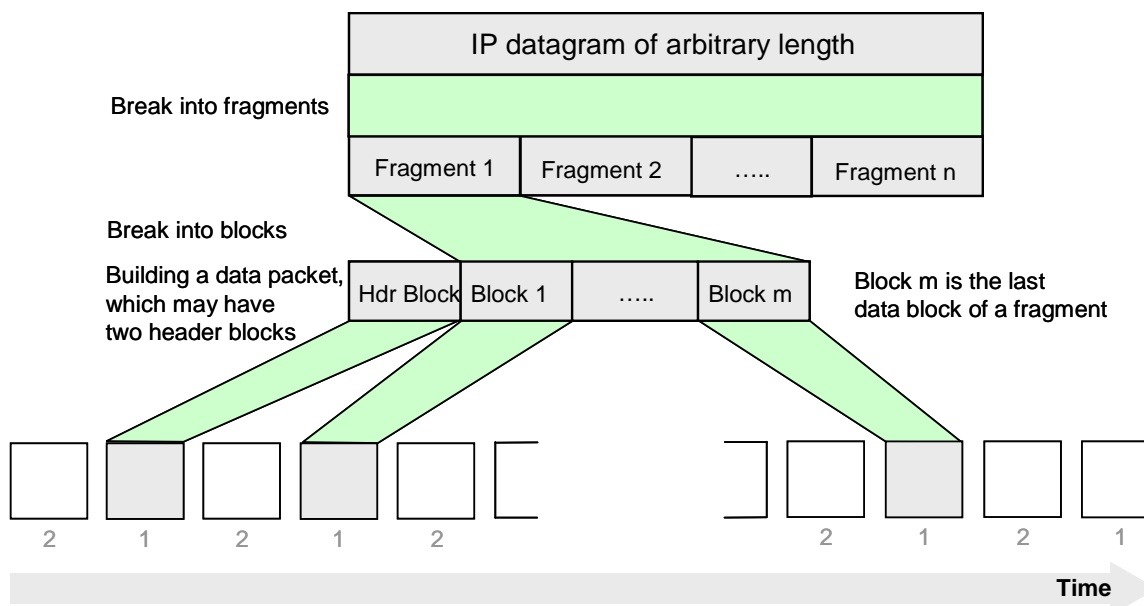 IP datagram of arbitrary length
Break into fragments
Fragment 1 Fragment 2 ..... Fragment n
Break into blocks
Building a data packet,
which may have
two header blocks
Hdr Block Block 1 ..... Block m
Block m is the last
data block of a fragment
2 1 2 1 2 2 1 2 1
Time